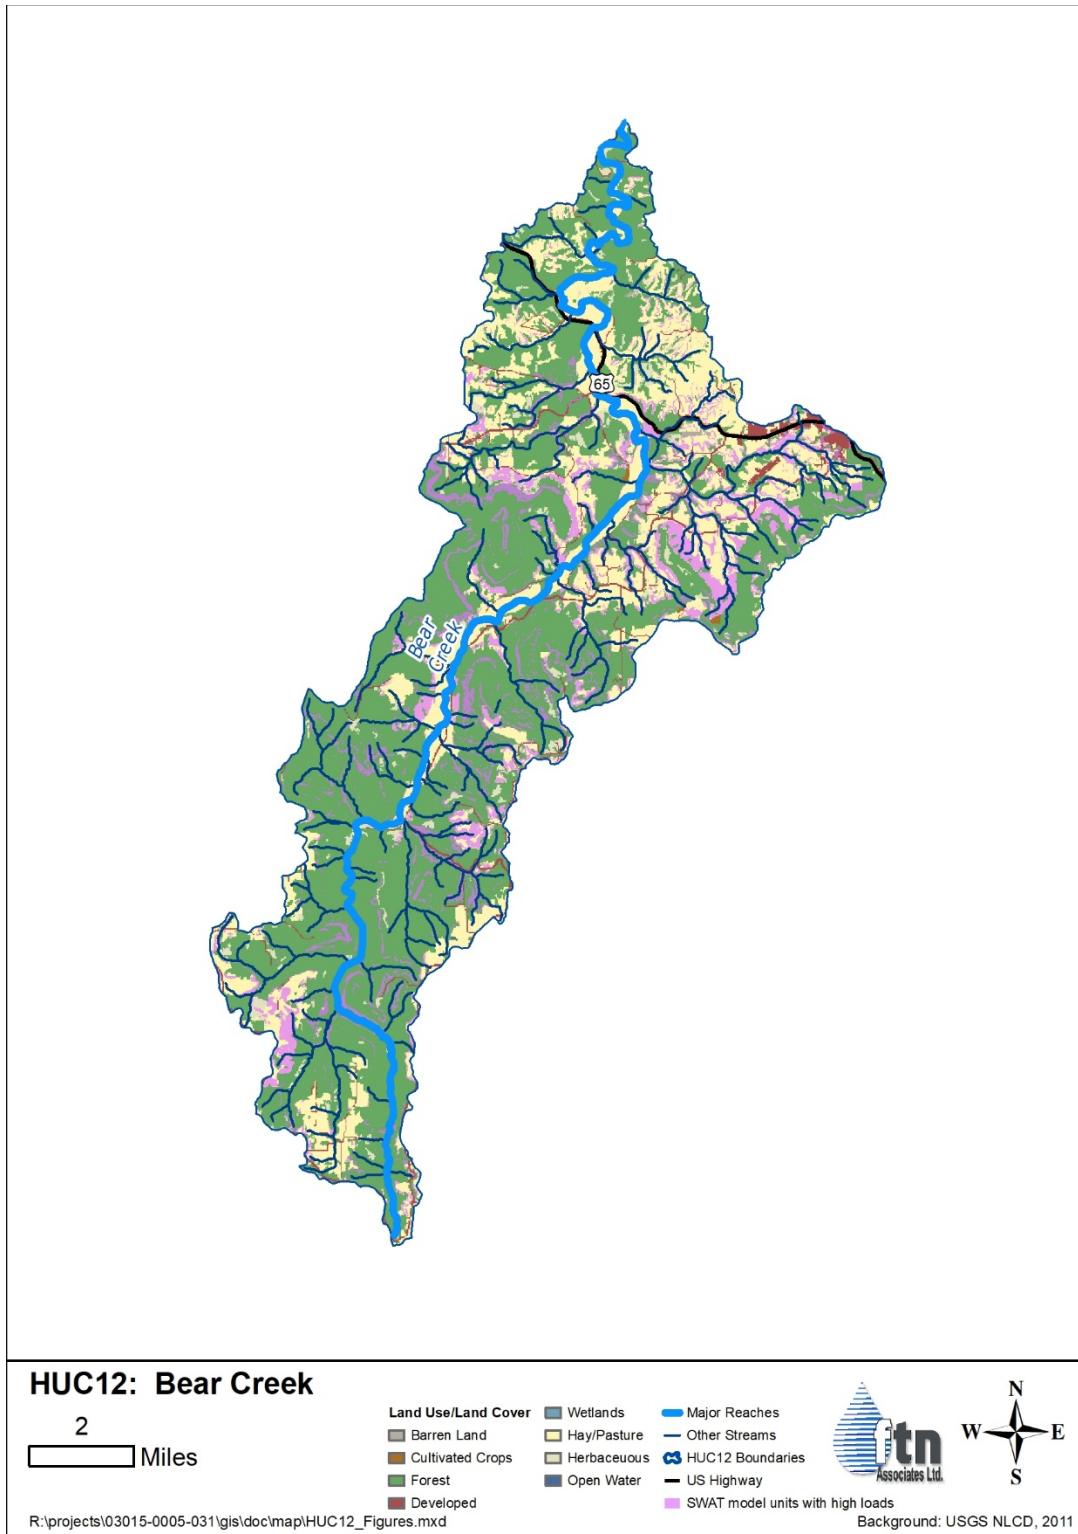 65
Bear
Creek
HUC12: Bear Creek
2
Miles
Land Use/Land Cover
Barren Land
Cultivated Crops
Forest
Developed
Wetlands
Hay/Pasture
Herbaceuous
Open Water
Major Reaches
Other Streams
HUC12 Boundaries
US Highway
SWAT model units with high loads
ftn
Associates Ltd.
N
W E
S
R:\projects\03015-0005-031\gis\doc\map\HUC12_Figures.mxd
Background: USGS NLCD, 2011